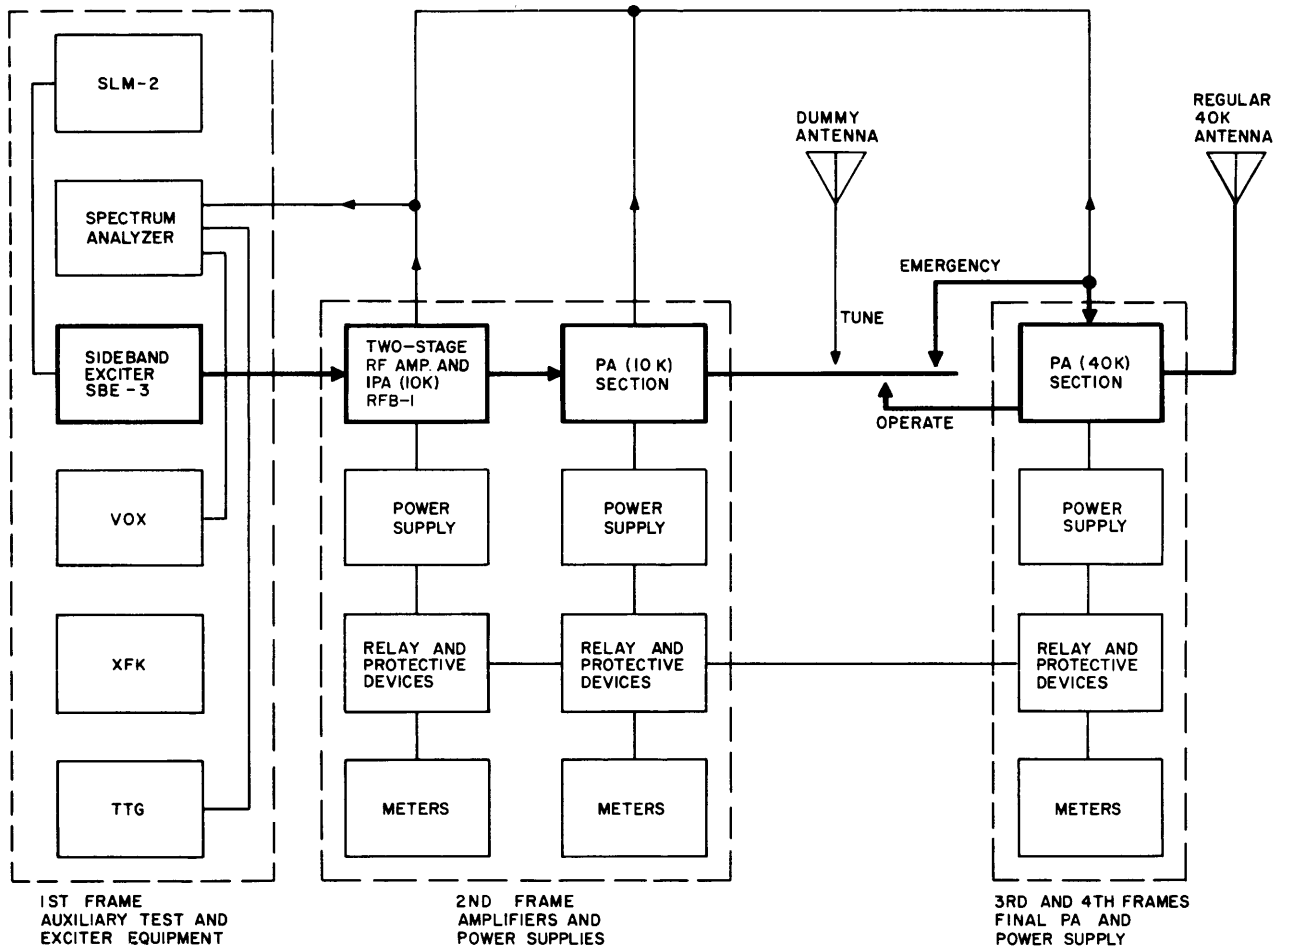 SLM-2
SPECTRUM
ANALYZER
SIDEBAND
EXCITER
SBE-3
VOX
XFK
TTG
1ST FRAME
AUXILIARY TEST AND
EXCITER EQUIPMENT
TWO-STAGE
RF AMP. AND
IPA (10K)
RFB-1
POWER
SUPPLY
RELAY AND
PROTECTIVE
DEVICES
METERS
PA (10 K)
SECTION
POWER
SUPPLY
RELAY AND
PROTECTIVE
DEVICES
METERS
2ND FRAME
AMPLIFIERS AND
POWER SUPPLIES
DUMMY
ANTENNA
TUNE
EMERGENCY
OPERATE
REGULAR
40K
ANTENNA
PA (40K)
SECTION
POWER
SUPPLY
RELAY AND
PROTECTIVE
DEVICES
METERS
3RD AND 4TH FRAMES
FINAL PA AND
POWER SUPPLY